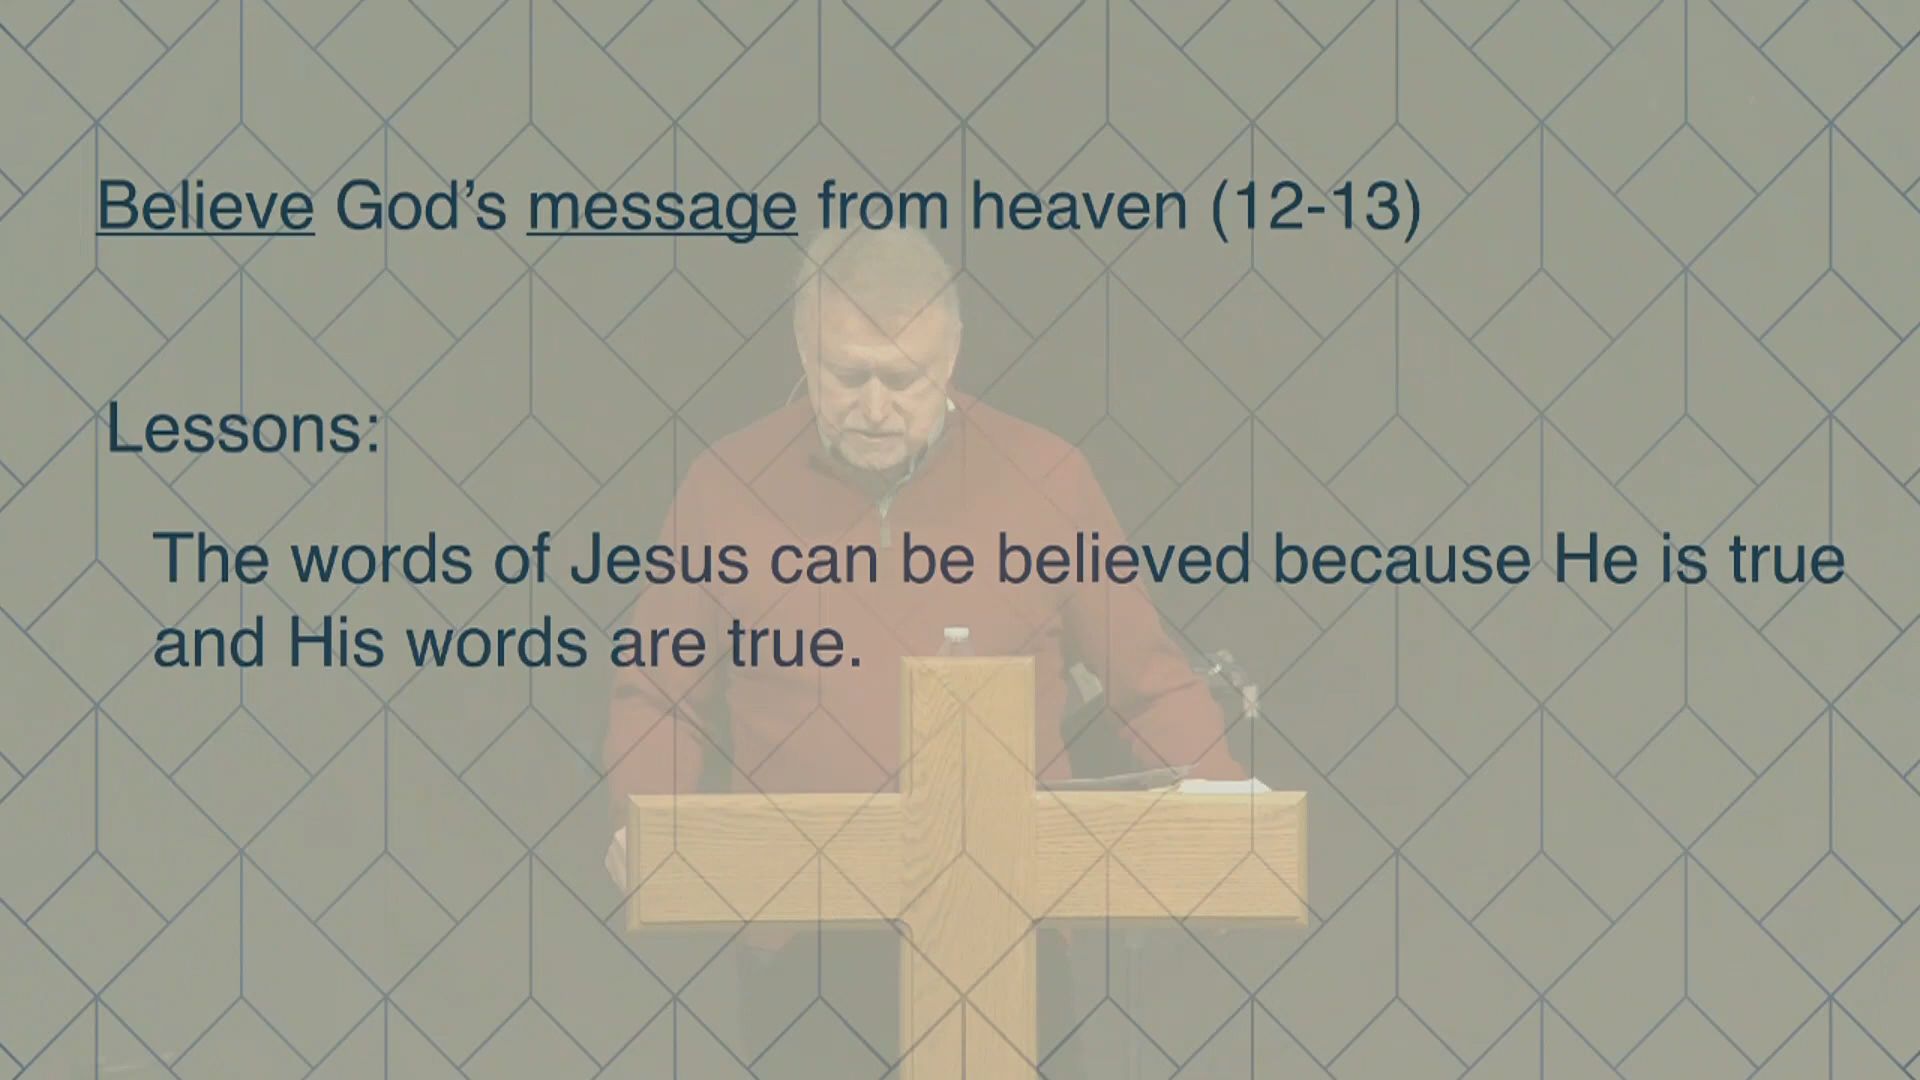 Believe God’s message from heaven (12-13)
Lessons:
The words of Jesus can be believed because He is true
and His words are true.